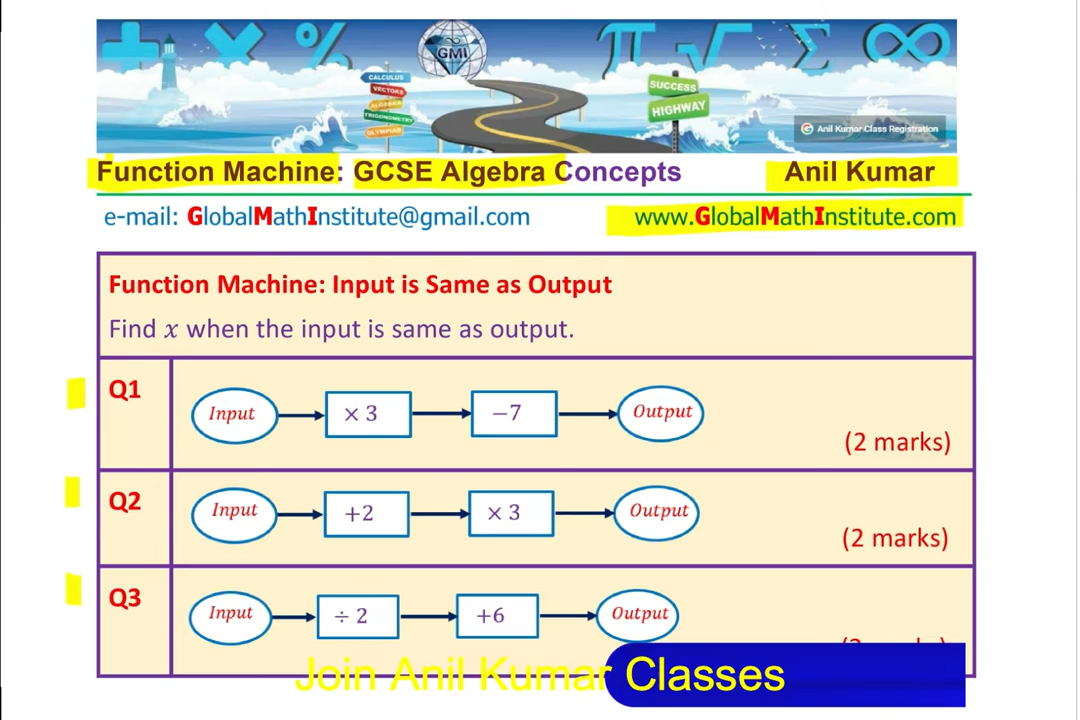 GMI
CALCULUS
VECTORS
ALGEBRA
TRIGONOMETRY
OLYMPIAD
SUCCESS
HIGHWAY
Anil Kumar Class Registration
Function Machine: GCSE Algebra Concepts Anil Kumar
e-mail: GlobalMathInstitute@gmail.com www.GlobalMathInstitute.com
Function Machine: Input is Same as Output
Find x when the input is same as output.
Q1 Input × 3 −7 Output
(2 marks)
Q2 Input +2 × 3 Output
(2 marks)
Q3 Input ÷ 2 +6 Output
Join Anil Kumar Classes